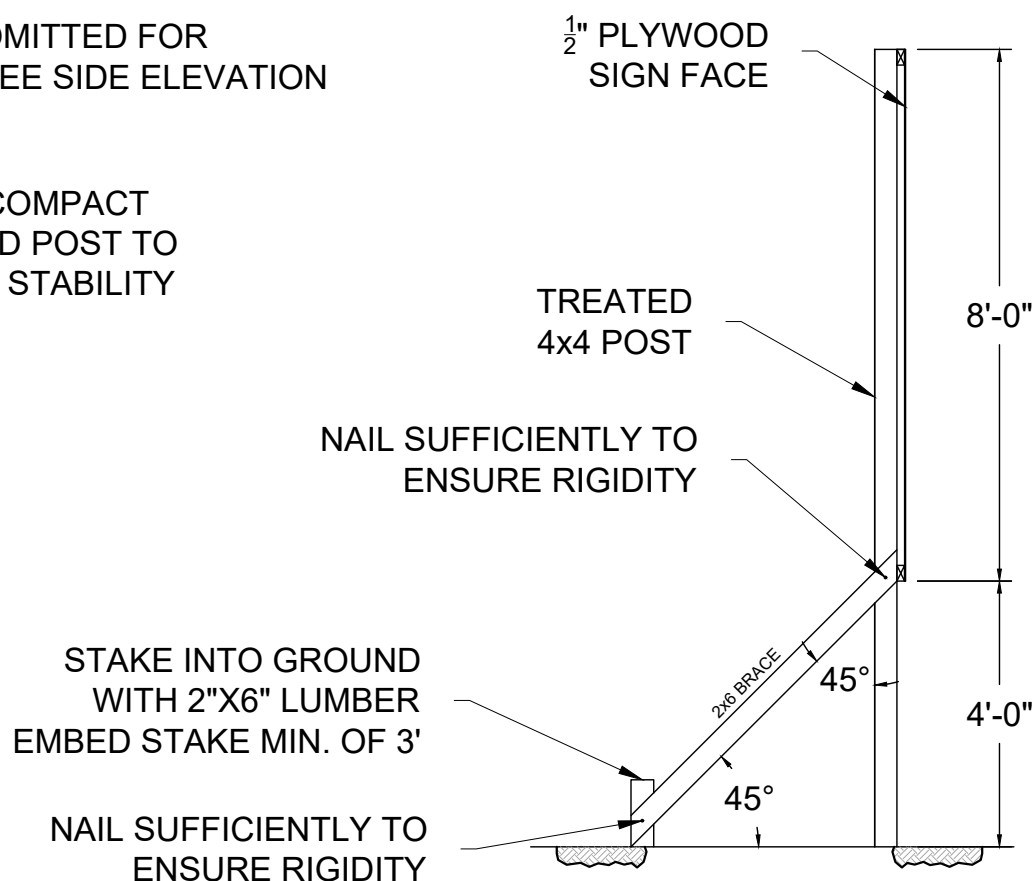 OMITTED FOR
EE SIDE ELEVATION
COMPACT
D POST TO
STABILITY
½" PLYWOOD
SIGN FACE
TREATED
4x4 POST
8'-0"
NAIL SUFFICIENTLY TO
ENSURE RIGIDITY
2x6 BRACE
45°
STAKE INTO GROUND
WITH 2"X6" LUMBER
EMBED STAKE MIN. OF 3'
4'-0"
45°
NAIL SUFFICIENTLY TO
ENSURE RIGIDITY